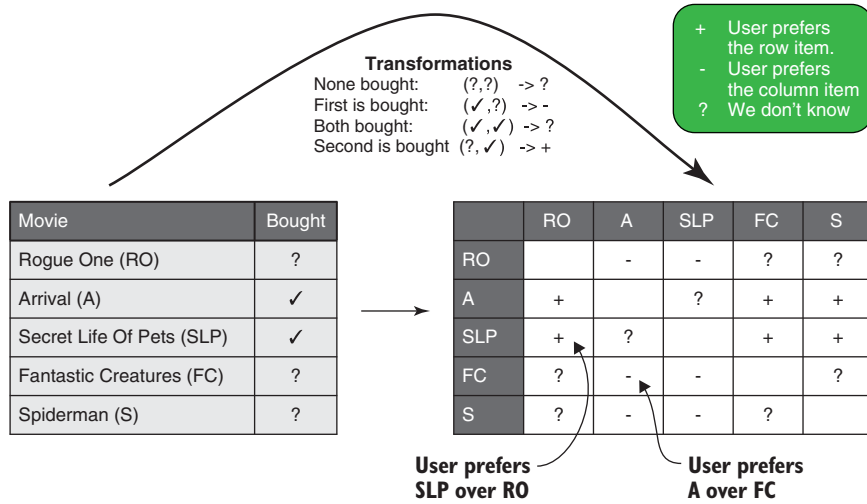 Transformations
None bought: (?,?) -> ?
First is bought: (✓,?) -> -
Both bought: (✓,✓) -> ?
Second is bought (?,✓) -> +
+ User prefers
the row item.
- User prefers
the column item
? We don't know
Movie Bought
Rogue One (RO) ?
Arrival (A) ✓
Secret Life Of Pets (SLP) ✓
Fantastic Creatures (FC) ?
Spiderman (S) ?
RO A SLP FC S
RO - - ? ?
A + ? + +
SLP + ? + +
FC ? - - ?
S ? - - ?
User prefers
SLP over RO
User prefers
A over FC